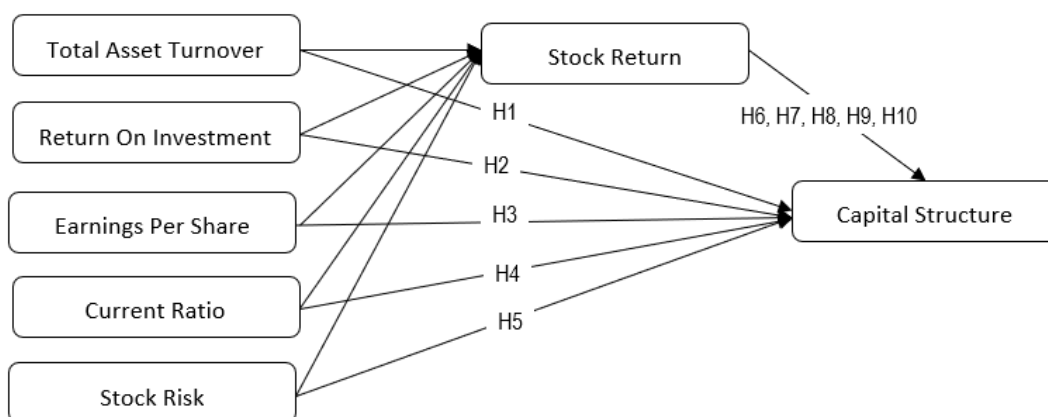 Total Asset Turnover
Stock Return
H1
H6, H7, H8, H9, H10
Return On Investment
H2
Earnings Per Share
H3
Capital Structure
H4
Current Ratio
H5
Stock Risk